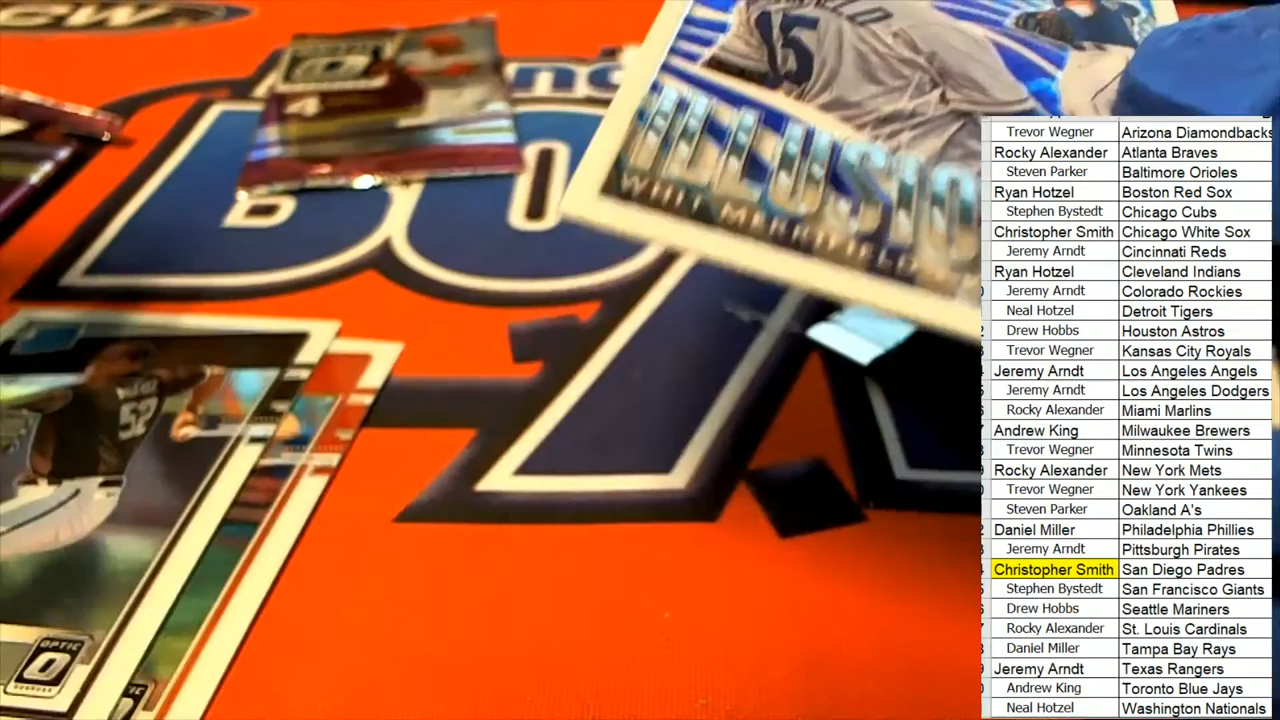 OPTIC
4
15
ILLUSIO
WHIT MERRIFIELD
52
OPTIC
Trevor Wegner Arizona Diamondbacks
Rocky Alexander Atlanta Braves
Steven Parker Baltimore Orioles
Ryan Hotzel Boston Red Sox
Stephen Bystedt Chicago Cubs
Christopher Smith Chicago White Sox
Jeremy Arndt Cincinnati Reds
Ryan Hotzel Cleveland Indians
Jeremy Arndt Colorado Rockies
Neal Hotzel Detroit Tigers
Drew Hobbs Houston Astros
Trevor Wegner Kansas City Royals
Jeremy Arndt Los Angeles Angels
Jeremy Arndt Los Angeles Dodgers
Rocky Alexander Miami Marlins
Andrew King Milwaukee Brewers
Trevor Wegner Minnesota Twins
Rocky Alexander New York Mets
Trevor Wegner New York Yankees
Steven Parker Oakland A's
Daniel Miller Philadelphia Phillies
Jeremy Arndt Pittsburgh Pirates
Christopher Smith San Diego Padres
Stephen Bystedt San Francisco Giants
Drew Hobbs Seattle Mariners
Rocky Alexander St. Louis Cardinals
Daniel Miller Tampa Bay Rays
Jeremy Arndt Texas Rangers
Andrew King Toronto Blue Jays
Neal Hotzel Washington Nationals